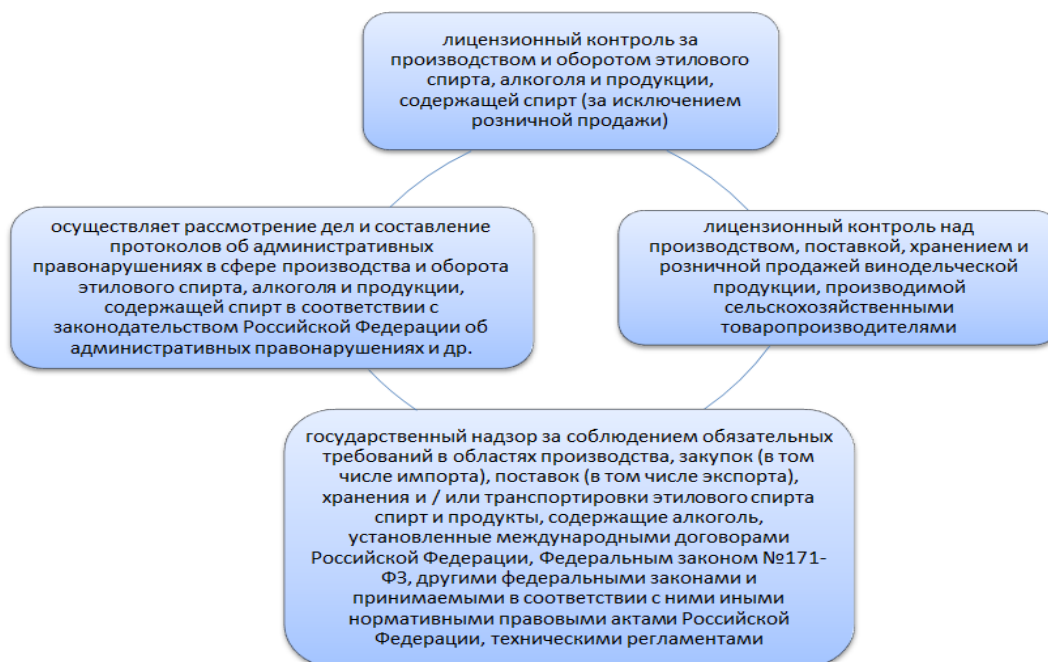 лицензионный контроль за
производством и оборотом этилового
спирта, алкоголя и продукции,
содержащей спирт (за исключением
розничной продажи)
осуществляет рассмотрение дел и составление
протоколов об административных
правонарушениях в сфере производства и оборота
этилового спирта, алкоголя и продукции,
содержащей спирт в соответствии с
законодательством Российской Федерации об
административных правонарушениях и др.
лицензионный контроль над
производством, поставкой, хранением и
розничной продажей винодельческой
продукции, производимой
сельскохозяйственными
товаропроизводителями
государственный надзор за соблюдением обязательных
требований в областях производства, закупок (в том
числе импорта), поставок (в том числе экспорта),
хранения и / или транспортировки этилового спирта
спирт и продукты, содержащие алкоголь,
установленные международными договорами
Российской Федерации, Федеральным законом №171-
ФЗ, другими федеральными законами и
принимаемыми в соответствии с ними иными
нормативными правовыми актами Российской
Федерации, техническими регламентами